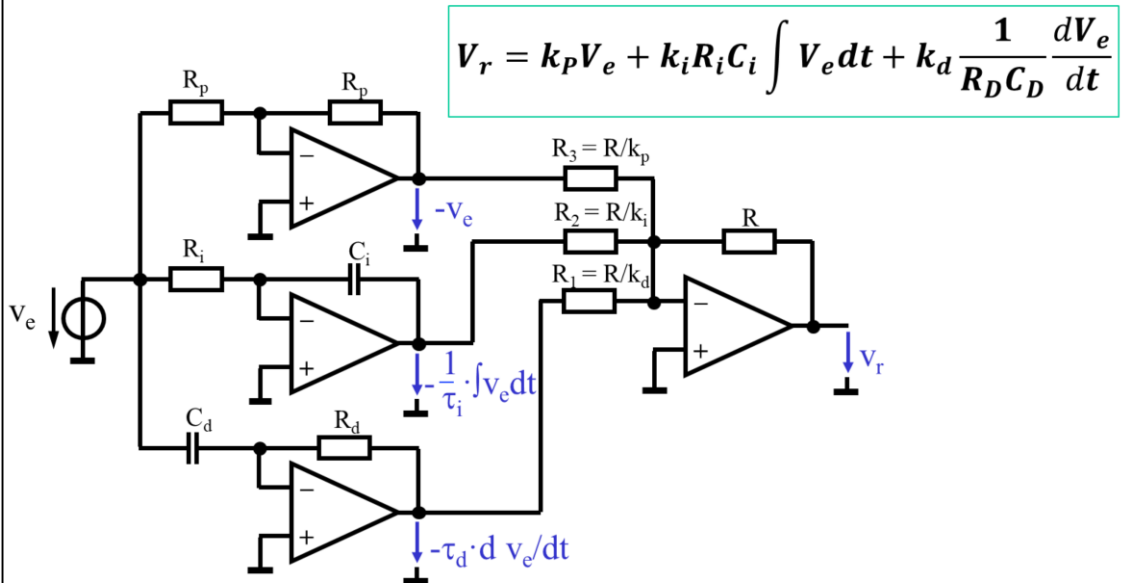 V_r = k_P V_e + k_i R_i C_i ∫ V_e dt + k_d 1/(R_D C_D) dV_e/dt
R_p
R_p
R_3 = R/k_p
-v_e
R_2 = R/k_i
R
R_i
C_i
R_1 = R/k_d
v_e
−
+
−
+
−
+
−
+
-1/τ_i · ∫v_e dt
v_r
C_d
R_d
-τ_d · d v_e/dt